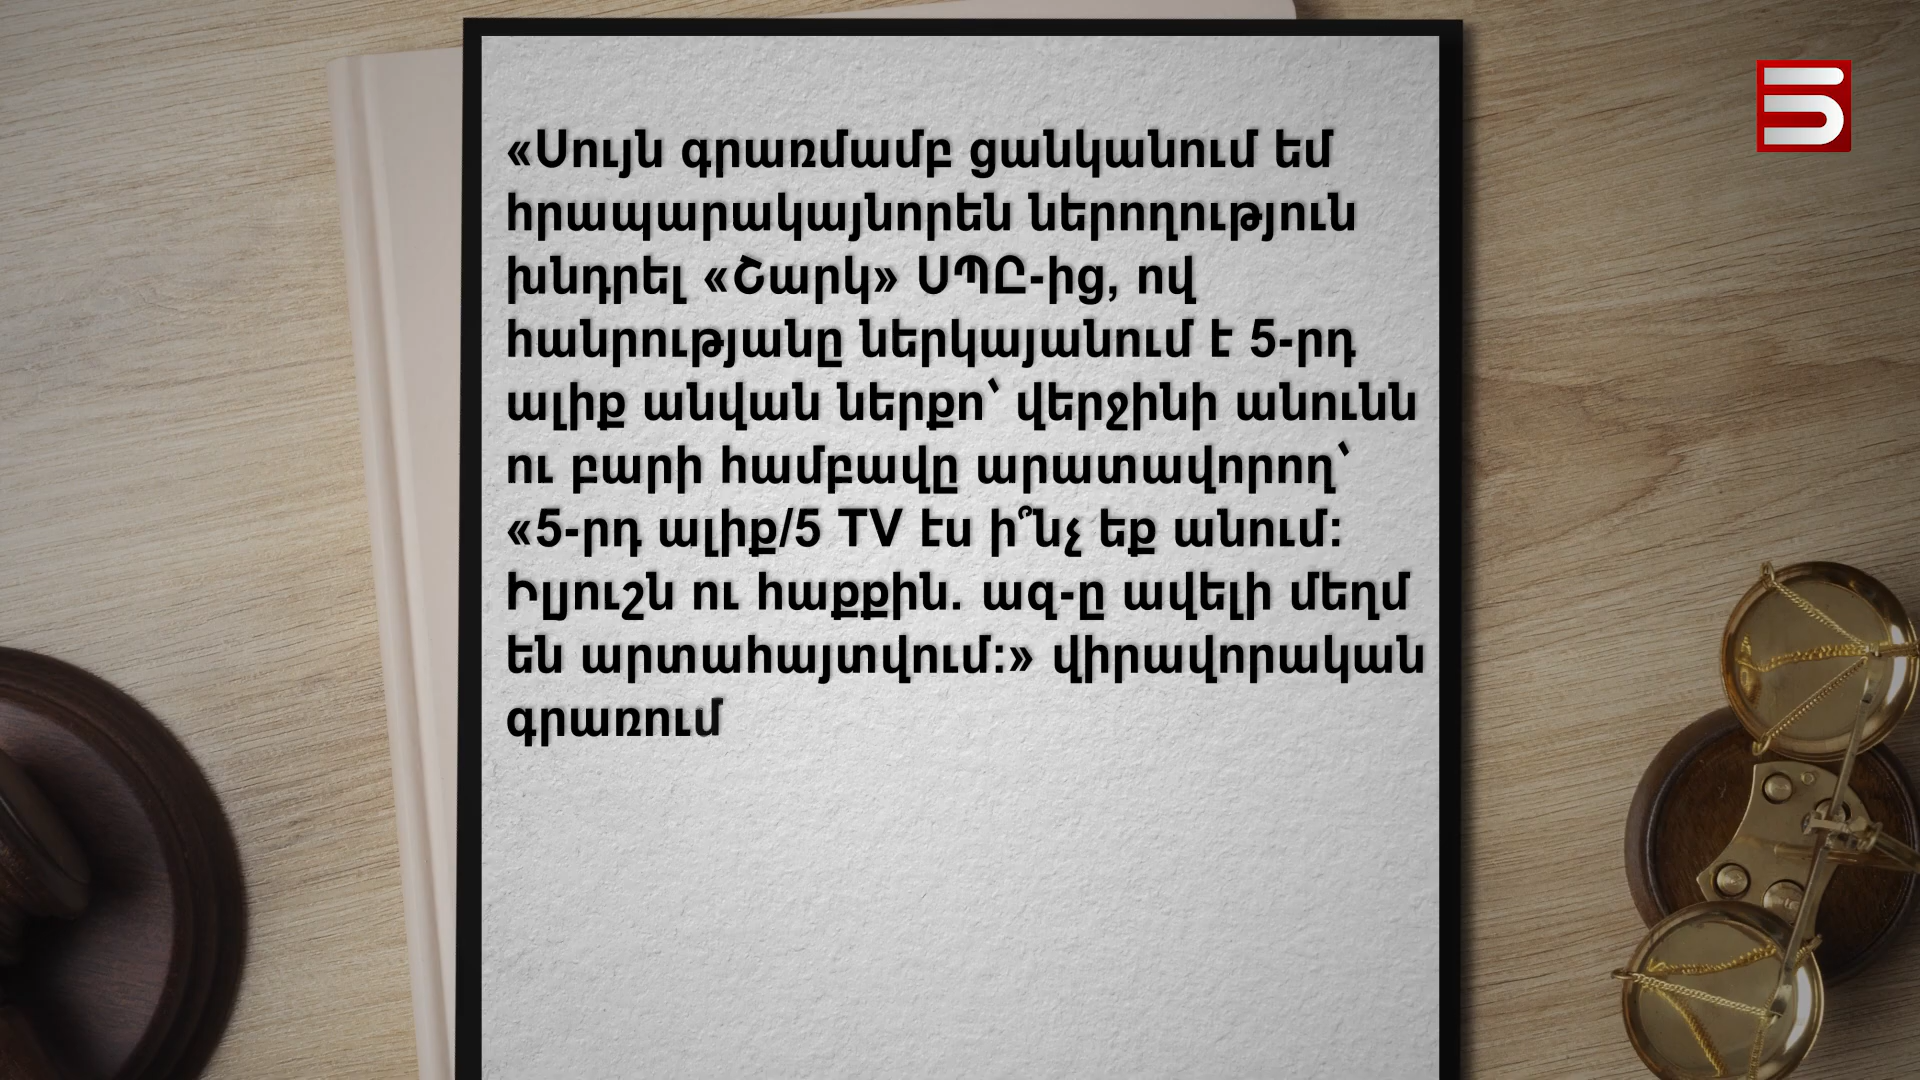 «Սույն գրառմամբ ցանկանում եմ
հրապարակայնորեն ներողություն
խնդրել «Շարկ» ՍՊԸ-ից, ով
հանրությանը ներկայանում է 5-րդ
ալիք անվան ներքո՝ վերջինի անունն
ու բարի համբավը արատավորող՝
«5-րդ ալիք/5 TV էս ի՞նչ եք անում:
Իլյուշն ու հաքքին. ազ-ը ավելի մեղմ
են արտահայտվում:» վիրավորական
գրառում
5